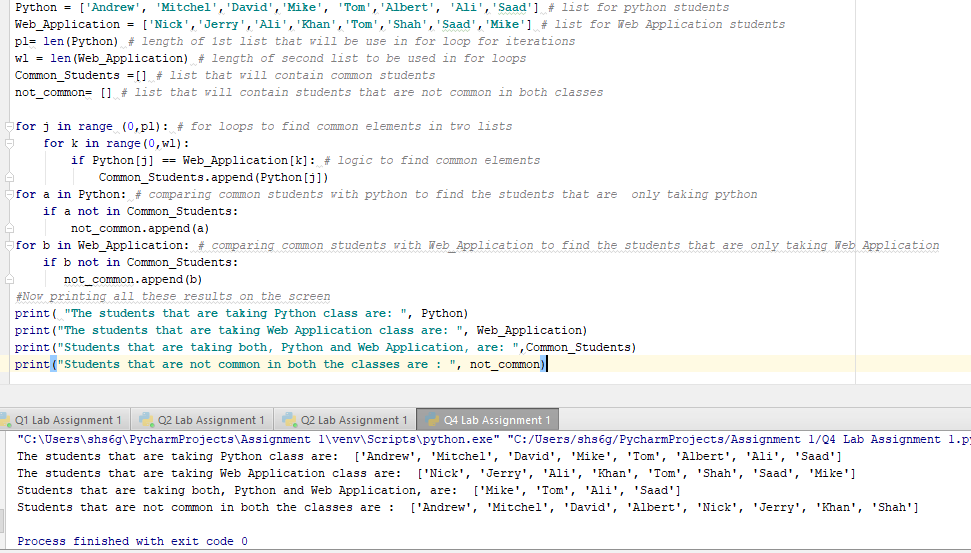 Python = ['Andrew', 'Mitchel','David','Mike', 'Tom','Albert', 'Ali','Saad'] # list for python students
Web_Application = ['Nick','Jerry','Ali','Khan','Tom','Shah','Saad','Mike'] # list for Web Application students
pl= len(Python) # length of 1st list that will be use in for loop for iterations
wl = len(Web_Application) # length of second list to be used in for loops
Common_Students =[] # list that will contain common students
not_common= [] # list that will contain students that are not common in both classes
for j in range (0,pl): # for loops to find common elements in two lists
    for k in range(0,wl):
        if Python[j] == Web_Application[k]: # logic to find common elements
            Common_Students.append(Python[j])
for a in Python: # comparing common students with python to find the students that are  only taking python
    if a not in Common_Students:
        not_common.append(a)
for b in Web_Application: # comparing common students with Web_Application to find the students that are only taking Web Application
    if b not in Common_Students:
       not_common.append(b)
#Now printing all these results on the screen
print( "The students that are taking Python class are: ", Python)
print("The students that are taking Web Application class are: ", Web_Application)
print("Students that are taking both, Python and Web Application, are: ",Common_Students)
print("Students that are not common in both the classes are : ", not_common)
Q1 Lab Assignment 1 Q2 Lab Assignment 1 Q2 Lab Assignment 1 Q4 Lab Assignment 1
"C:\Users\shs6g\PycharmProjects\Assignment 1\venv\Scripts\python.exe" "C:/Users/shs6g/PycharmProjects/Assignment 1/Q4 Lab Assignment 1.py
The students that are taking Python class are:  ['Andrew', 'Mitchel', 'David', 'Mike', 'Tom', 'Albert', 'Ali', 'Saad']
The students that are taking Web Application class are:  ['Nick', 'Jerry', 'Ali', 'Khan', 'Tom', 'Shah', 'Saad', 'Mike']
Students that are taking both, Python and Web Application, are:  ['Mike', 'Tom', 'Ali', 'Saad']
Students that are not common in both the classes are :  ['Andrew', 'Mitchel', 'David', 'Albert', 'Nick', 'Jerry', 'Khan', 'Shah']
Process finished with exit code 0